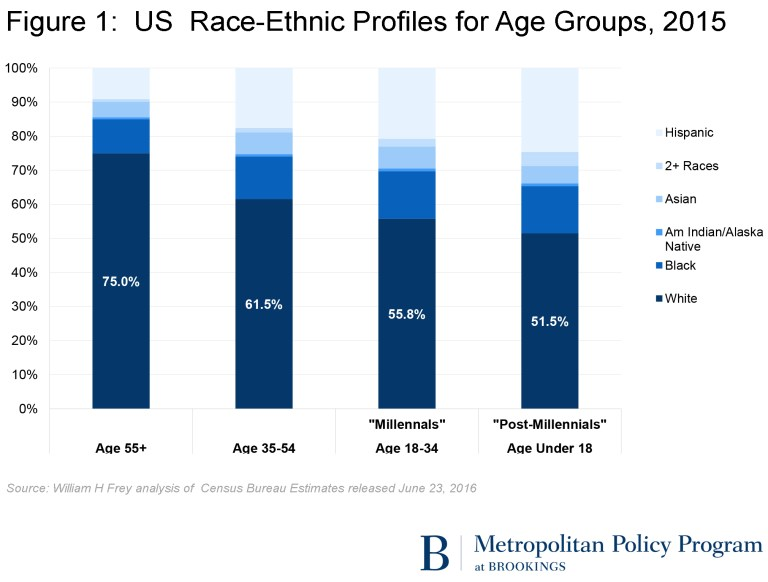 Figure 1:  US  Race-Ethnic Profiles for Age Groups, 2015
100%
90%
80%
70%
60%
50%
40%
30%
20%
10%
0%
75.0%
61.5%
55.8%
51.5%
"Millennals"
"Post-Millennials"
Age 55+
Age 35-54
Age 18-34
Age Under 18
Hispanic
2+ Races
Asian
Am Indian/Alaska
Native
Black
White
Source: William H Frey analysis of  Census Bureau Estimates released June 23, 2016
B
Metropolitan Policy Program
at BROOKINGS